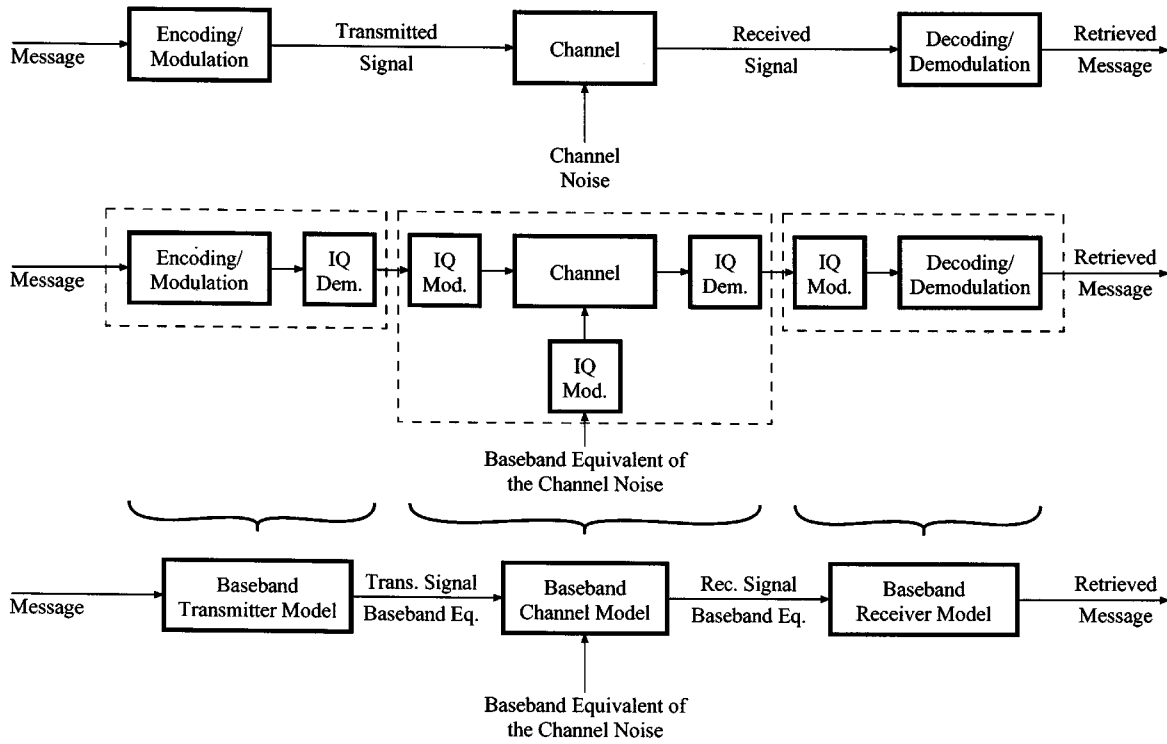 Message
Encoding/
Modulation
Transmitted
Signal
Channel
Received
Signal
Decoding/
Demodulation
Retrieved
Message
Channel
Noise
Message
Encoding/
Modulation
IQ
Dem.
IQ
Mod.
Channel
IQ
Dem.
IQ
Mod.
Decoding/
Demodulation
Retrieved
Message
IQ
Mod.
Baseband Equivalent of
the Channel Noise
Message
Baseband
Transmitter Model
Trans. Signal
Baseband Eq.
Baseband
Channel Model
Rec. Signal
Baseband Eq.
Baseband
Receiver Model
Retrieved
Message
Baseband Equivalent of
the Channel Noise